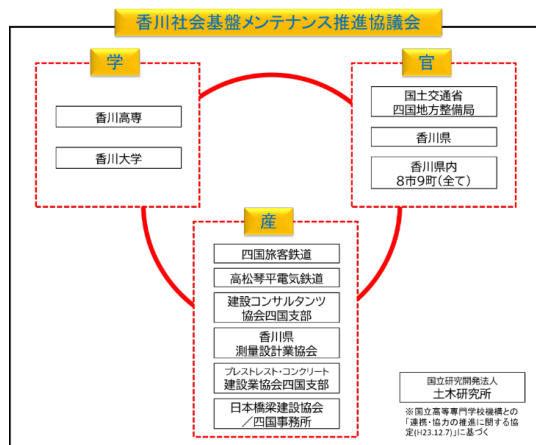 香川社会基盤メンテナンス推進協議会
学
香川高専
香川大学
官
国土交通省
四国地方整備局
香川県
香川県内
8市9町(全て)
産
四国旅客鉄道
高松琴平電気鉄道
建設コンサルタンツ
協会四国支部
香川県
測量設計業協会
プレストレスト・コンクリート
建設業協会四国支部
日本橋梁建設協会
／四国事務所
国立研究開発法人
土木研究所
※国立高等専門学校機構との
「連携・協力の推進に関する協
定(H23.12.7)」に基づく